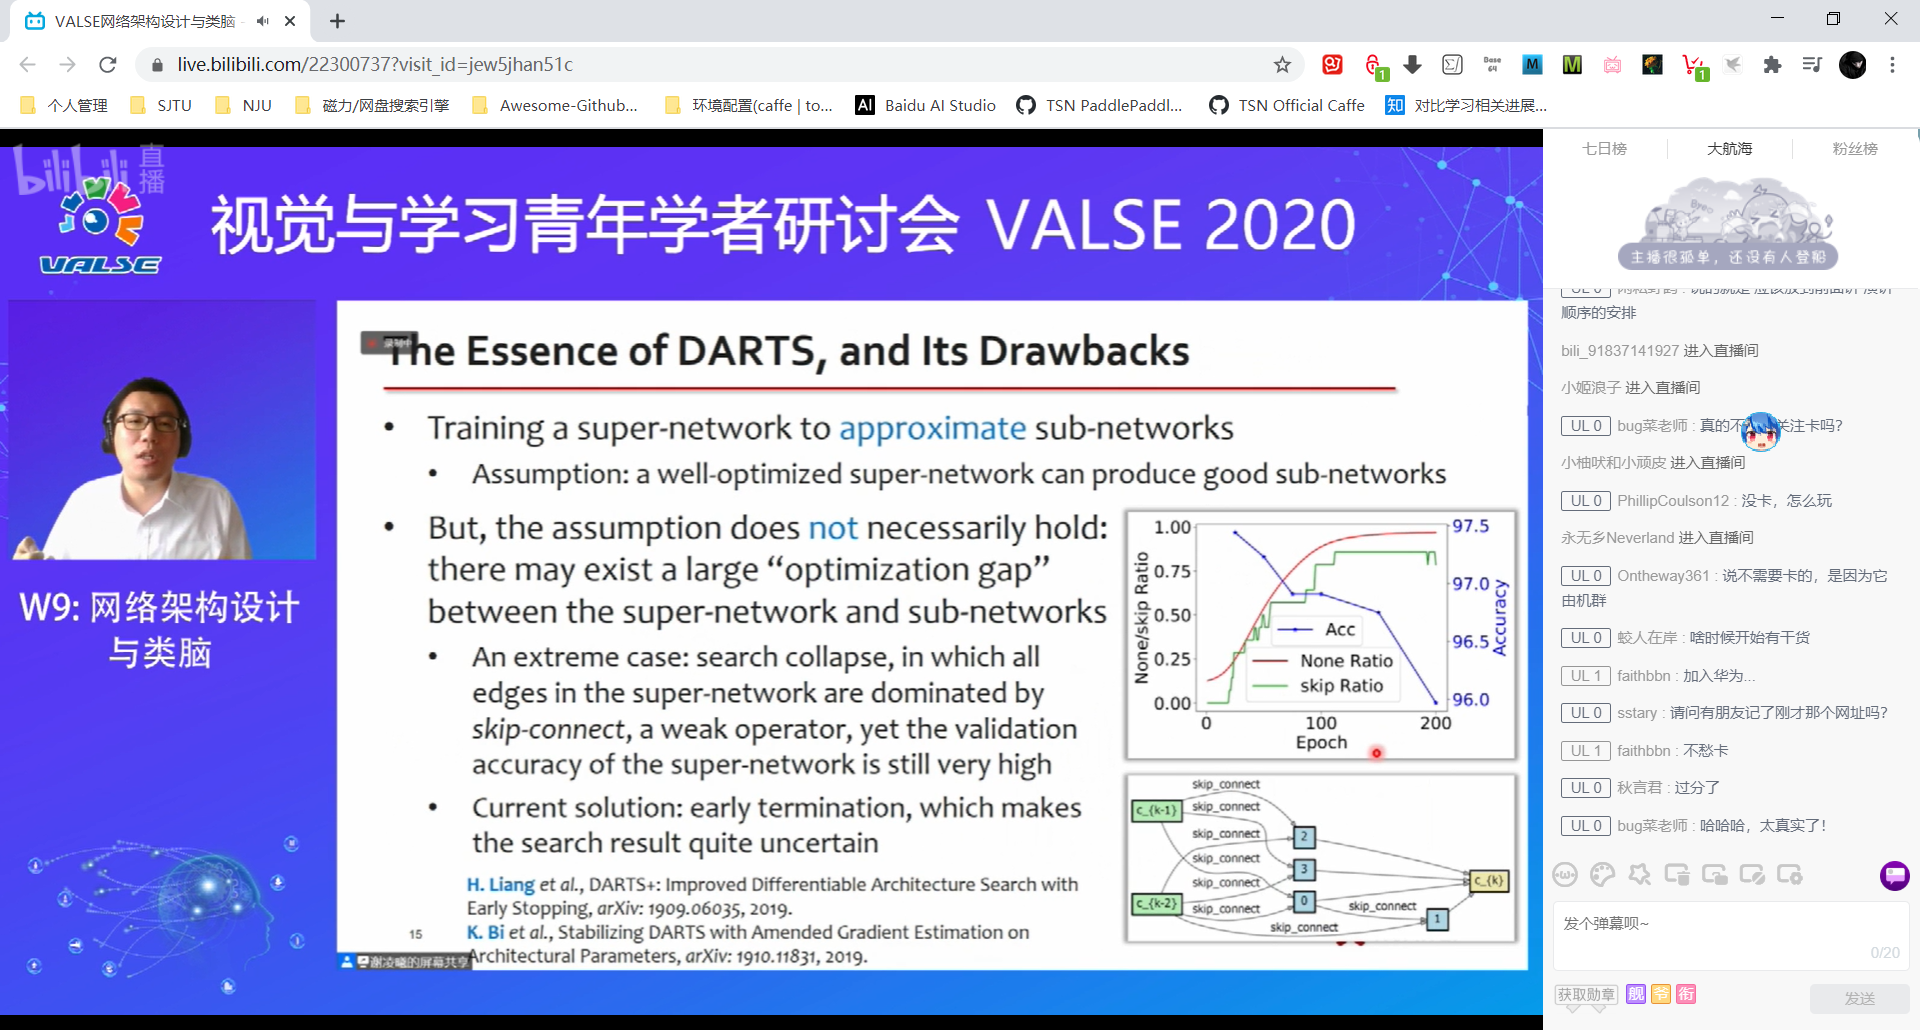 VALSE网络架构设计与类脑
live.bilibili.com/22300737?visit_id=jew5jhan51c
1
Base 64
M
M
1
个人管理
SJTU
NJU
磁力/网盘搜索引擎
Awesome-Github...
环境配置(caffe | to...
AI Baidu AI Studio
TSN PaddlePaddl...
TSN Official Caffe
知 对比学习相关进展...
bilibili 直播
VALSE
视觉与学习青年学者研讨会 VALSE 2020
W9: 网络架构设计
与类脑
The Essence of DARTS, and Its Drawbacks
• Training a super-network to approximate sub-networks
• Assumption: a well-optimized super-network can produce good sub-networks
• But, the assumption does not necessarily hold:
there may exist a large “optimization gap”
between the super-network and sub-networks
• An extreme case: search collapse, in which all
edges in the super-network are dominated by
skip-connect, a weak operator, yet the validation
accuracy of the super-network is still very high
• Current solution: early termination, which makes
the search result quite uncertain
H. Liang et al., DARTS+: Improved Differentiable Architecture Search with
Early Stopping, arXiv: 1909.06035, 2019.
K. Bi et al., Stabilizing DARTS with Amended Gradient Estimation on
Architectural Parameters, arXiv: 1910.11831, 2019.
15
谢凌曦的屏幕共享
None/skip Ratio
1.00
0.75
0.50
0.25
0.00
0
100
200
Epoch
97.5
97.0
96.5
96.0
Accuracy
Acc
None Ratio
skip Ratio
c_{k-1}
c_{k-2}
skip_connect
skip_connect
skip_connect
skip_connect
skip_connect
skip_connect
skip_connect
skip_connect
2
3
0
1
c_{k}
七日榜
大航海
粉丝榜
主播很孤单，还没有人登船
顺序的安排
bili_91837141927 进入直播间
小姬浪子 进入直播间
UL 0 bug菜老师 : 真的不 关注卡吗?
小柚吠和小顽皮 进入直播间
UL 0 PhillipCoulson12 : 没卡，怎么玩
永无乡Neverland 进入直播间
UL 0 Ontheway361 : 说不需要卡的，是因为它
由机群
UL 0 蛟人在岸 : 啥时候开始有干货
UL 1 faithbbn : 加入华为...
UL 0 sstary : 请问有朋友记了刚才那个网址吗?
UL 1 faithbbn : 不愁卡
UL 0 秋言君 : 过分了
UL 0 bug菜老师 : 哈哈哈，太真实了!
发个弹幕呗~
0/20
获取勋章
舰
爷
衔
发送